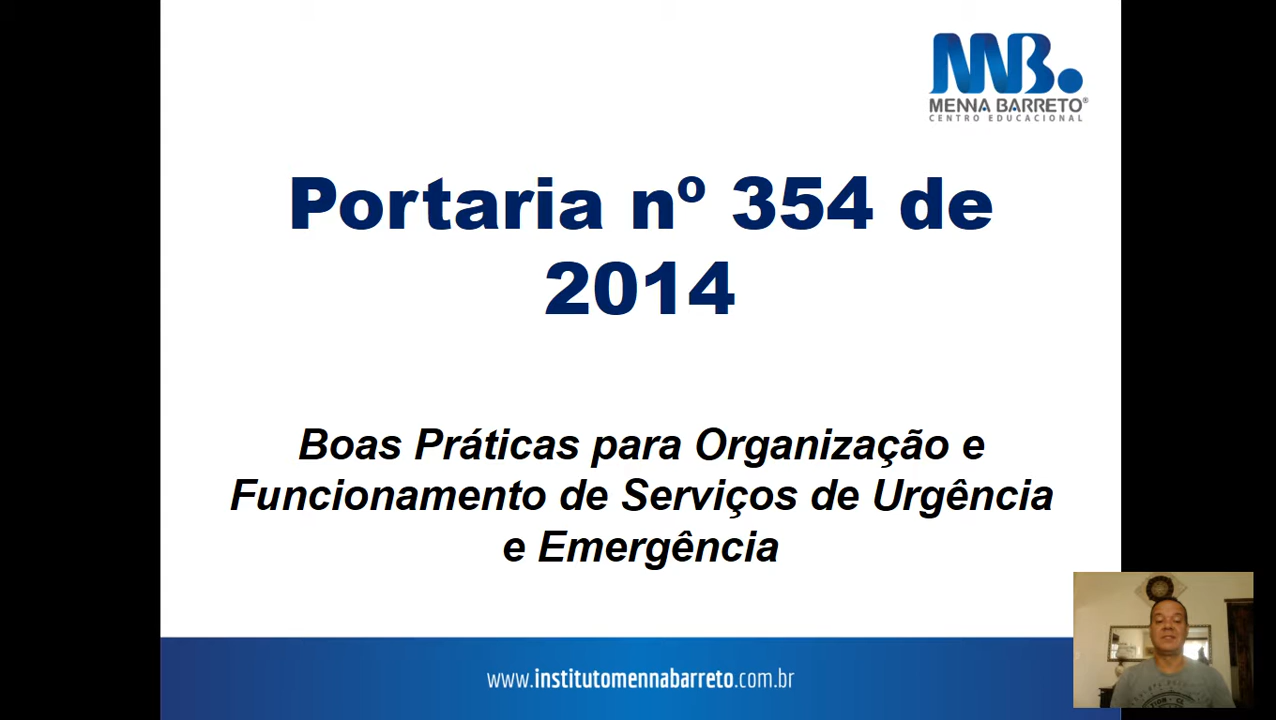 MB.
MENNA BARRETO®
CENTRO EDUCACIONAL
Portaria nº 354 de
2014
Boas Práticas para Organização e
Funcionamento de Serviços de Urgência
e Emergência
www.institutomennabarreto.com.br